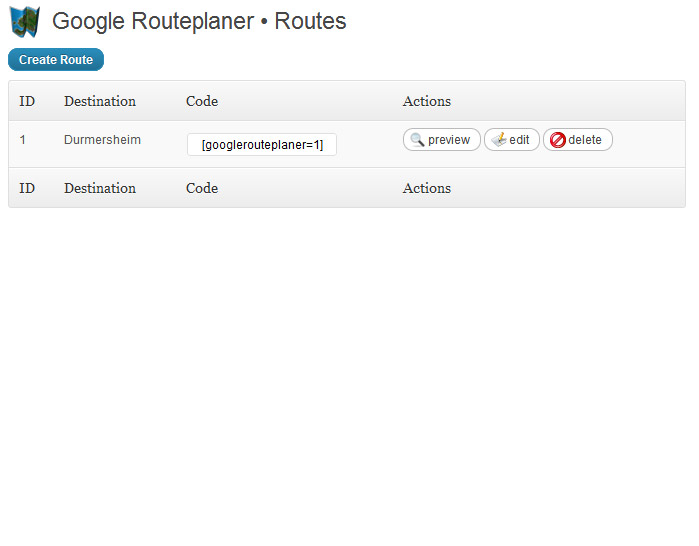 Google Routeplaner • Routes
Create Route
ID Destination Code Actions
1 Durmersheim [googlerouteplaner=1] preview edit delete
ID Destination Code Actions